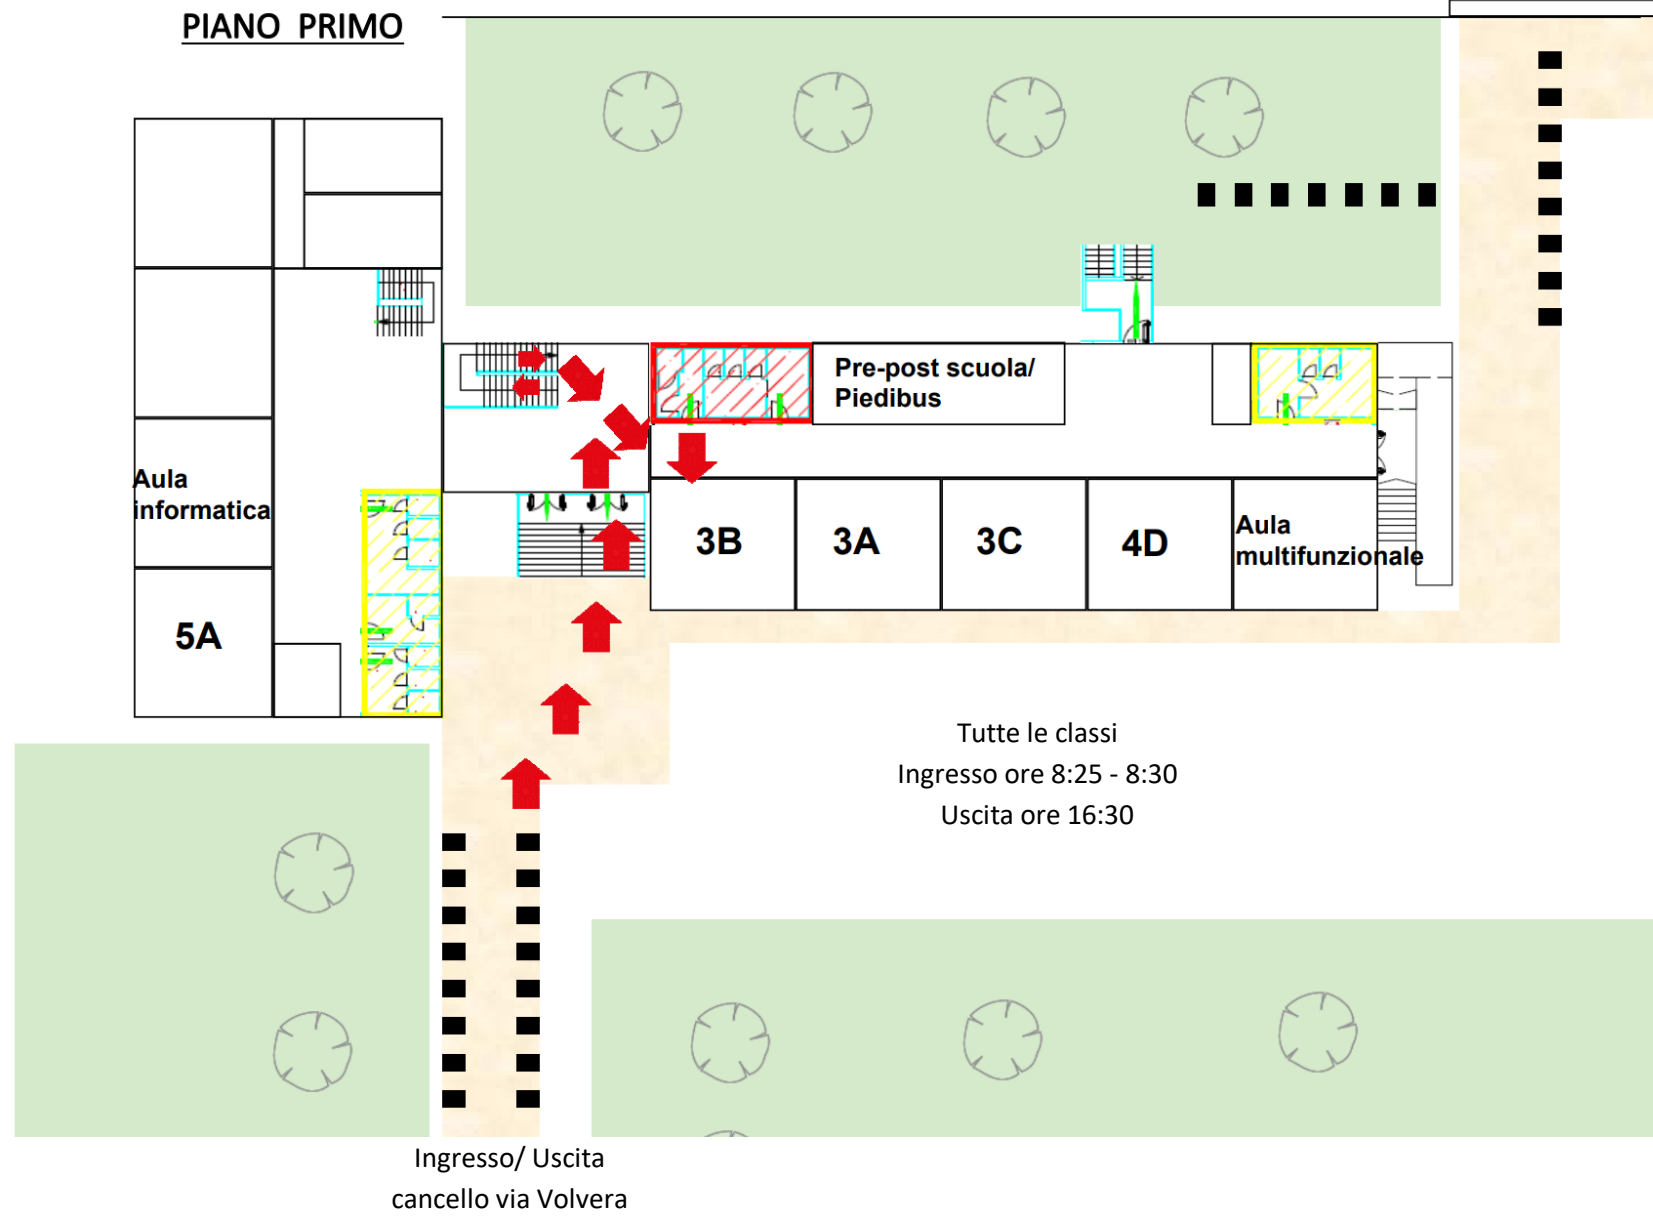 PIANO PRIMO
Pre-post scuola/
Piedibus
Aula
informatica
3B
3A
3C
4D
Aula
multifunzionale
5A
Tutte le classi
Ingresso ore 8:25 - 8:30
Uscita ore 16:30
Ingresso/ Uscita
cancello via Volvera